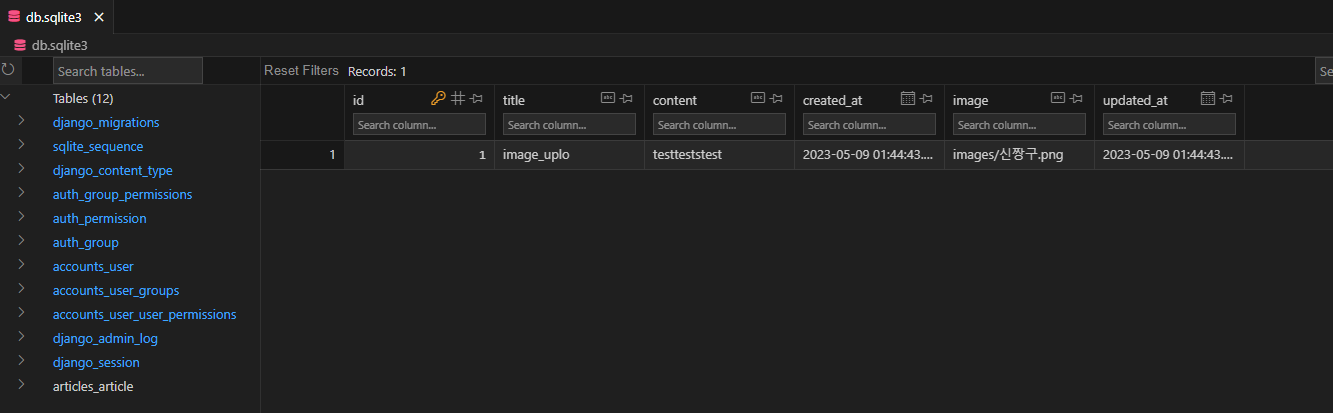 db.sqlite3
db.sqlite3
Search tables...
Reset Filters Records: 1
Se
Tables (12)
django_migrations
sqlite_sequence
django_content_type
auth_group_permissions
auth_permission
auth_group
accounts_user
accounts_user_groups
accounts_user_user_permissions
django_admin_log
django_session
articles_article
id title content created_at image updated_at
Search column... Search column... Search column... Search column... Search column... Search column...
1 1 image_uplo testteststest 2023-05-09 01:44:43.... images/신짱구.png 2023-05-09 01:44:43....